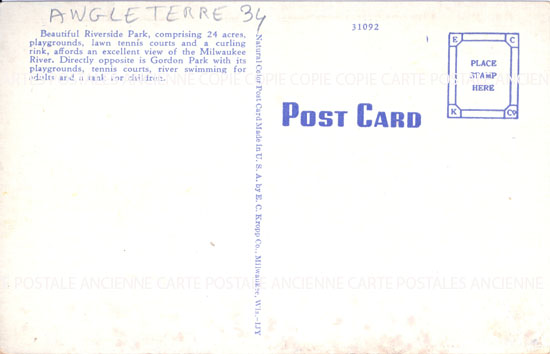 ANGLETERRE 34
Beautiful Riverside Park, comprising 24 acres,
playgrounds, lawn tennis courts and a curling
rink, affords an excellent view of the Milwaukee
River. Directly opposite is Gordon Park with its
playgrounds, tennis courts, river swimming for
adults and a tank for children.
Natural Color Post Card Made In U. S. A. by E. C. Kropp Co., Milwaukee, Wis.
31092
POST CARD
E C
PLACE
STAMP
HERE
K Co
COPIE COPIE COPIE CARTE POSTALE
POSTALE ANCIENNE CARTE POSTALE ANCIENNE CARTE POSTALES ANCIENNE